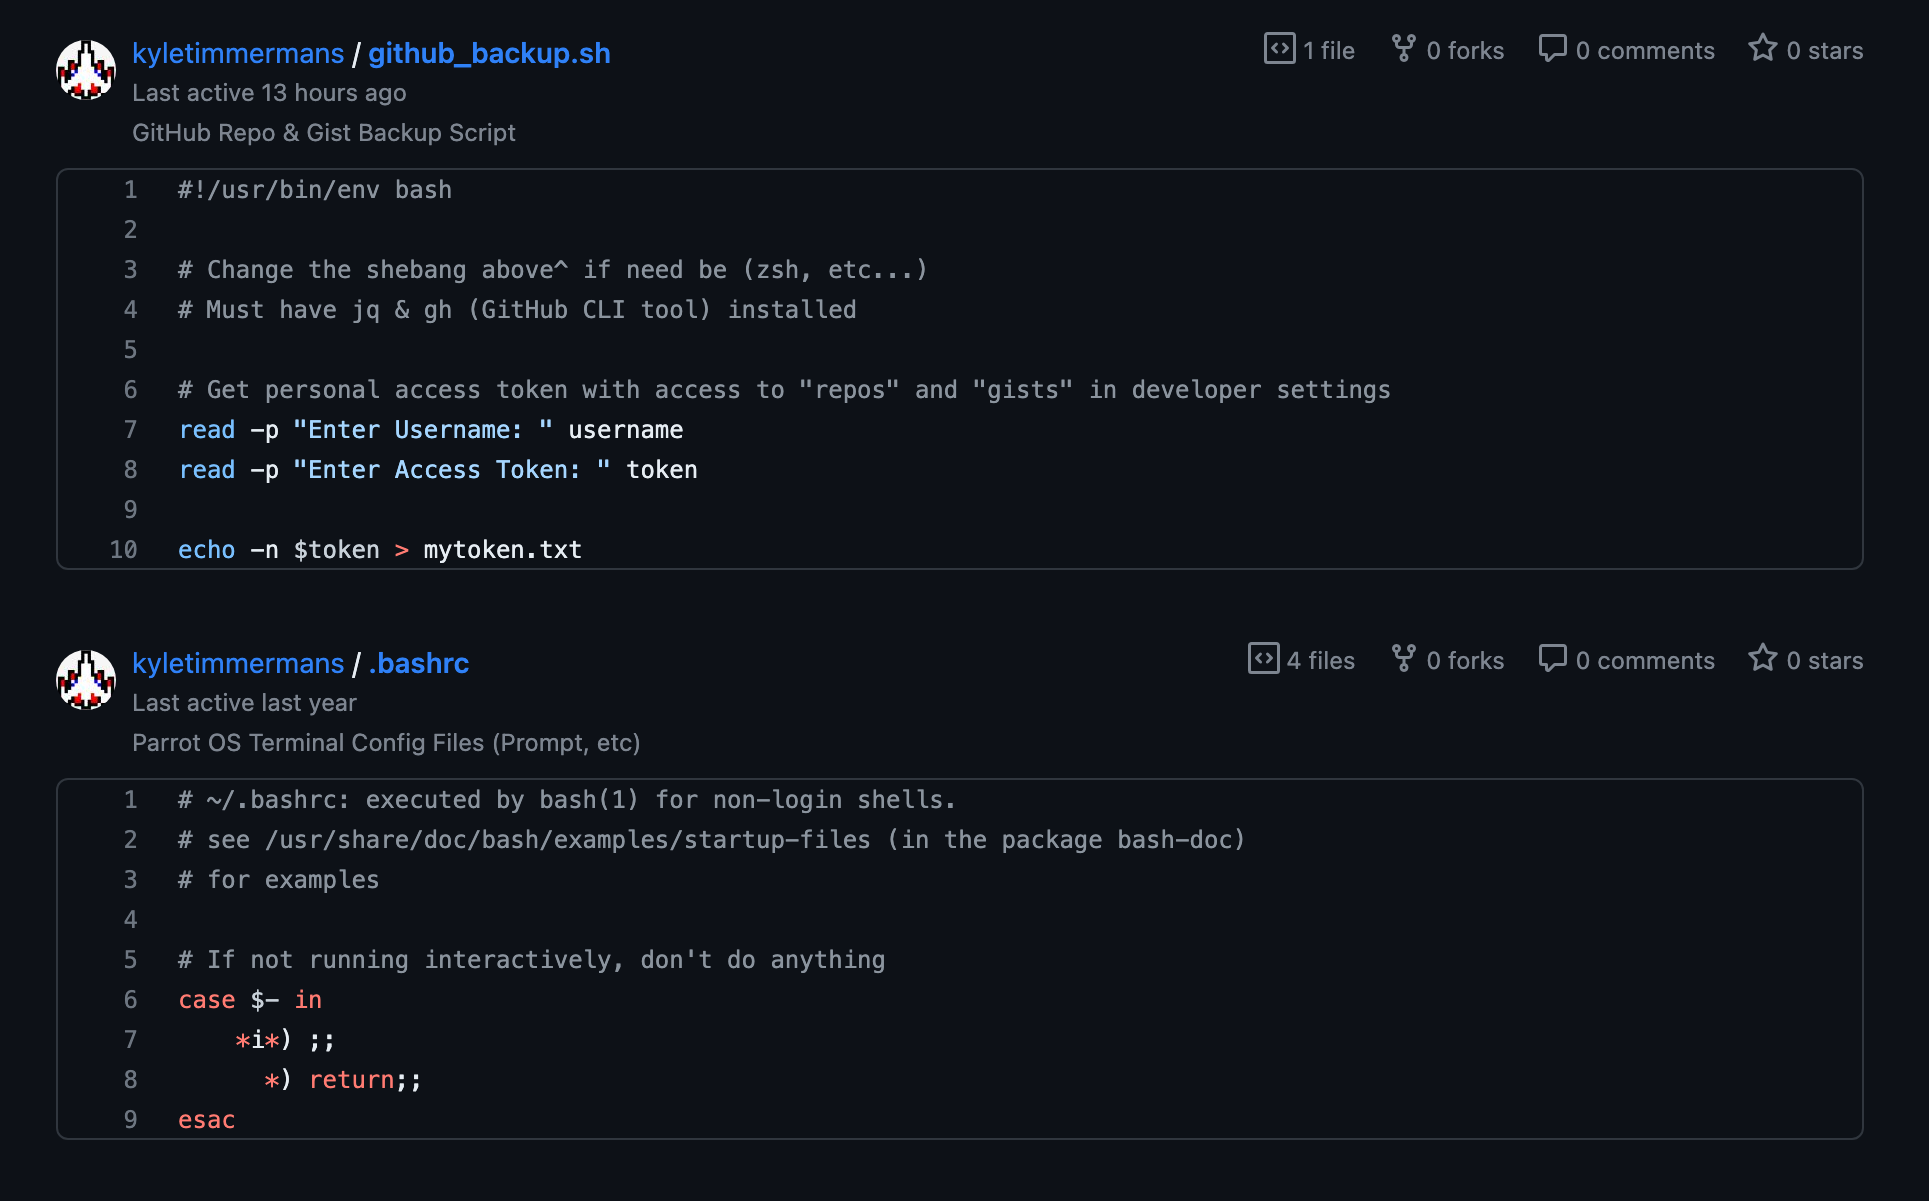 kyletimmermans / github_backup.sh
1 file 0 forks 0 comments 0 stars
Last active 13 hours ago
GitHub Repo & Gist Backup Script
1 #!/usr/bin/env bash
2
3 # Change the shebang above^ if need be (zsh, etc...)
4 # Must have jq & gh (GitHub CLI tool) installed
5
6 # Get personal access token with access to "repos" and "gists" in developer settings
7 read -p "Enter Username: " username
8 read -p "Enter Access Token: " token
9
10 echo -n $token > mytoken.txt
kyletimmermans / .bashrc
4 files 0 forks 0 comments 0 stars
Last active last year
Parrot OS Terminal Config Files (Prompt, etc)
1 # ~/.bashrc: executed by bash(1) for non-login shells.
2 # see /usr/share/doc/bash/examples/startup-files (in the package bash-doc)
3 # for examples
4
5 # If not running interactively, don't do anything
6 case $- in
7     *i*) ;;
8       *) return;;
9 esac